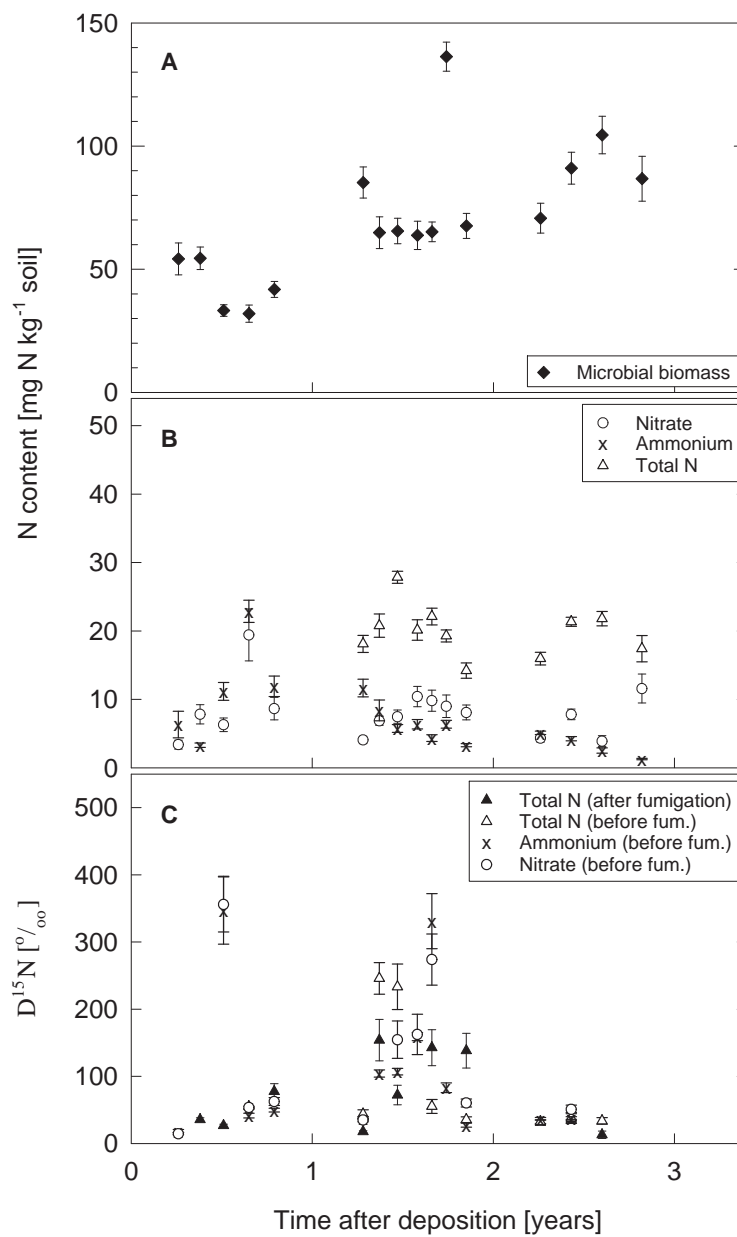 150
A
100
50
0
Microbial biomass
N content [mg N kg⁻¹ soil]
50
B
Nitrate
Ammonium
Total N
40
30
20
10
0
500
C
Total N (after fumigation)
Total N (before fum.)
Ammonium (before fum.)
Nitrate (before fum.)
400
300
200
100
0
D¹⁵N [º/ₒₒ]
0 1 2 3
Time after deposition [years]